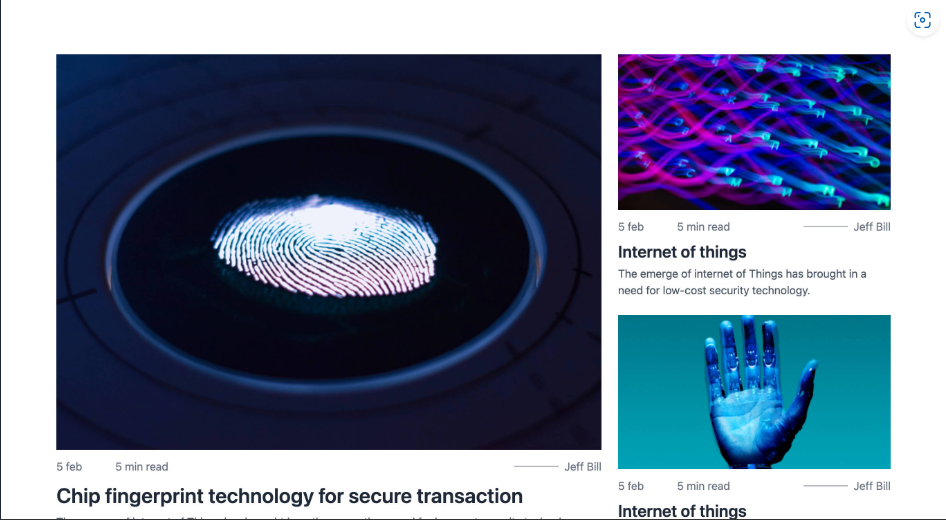 5 feb 5 min read Jeff Bill
Chip fingerprint technology for secure transaction
5 feb 5 min read Jeff Bill
Internet of things
The emerge of internet of Things has brought in a
need for low-cost security technology.
5 feb 5 min read Jeff Bill
Internet of things